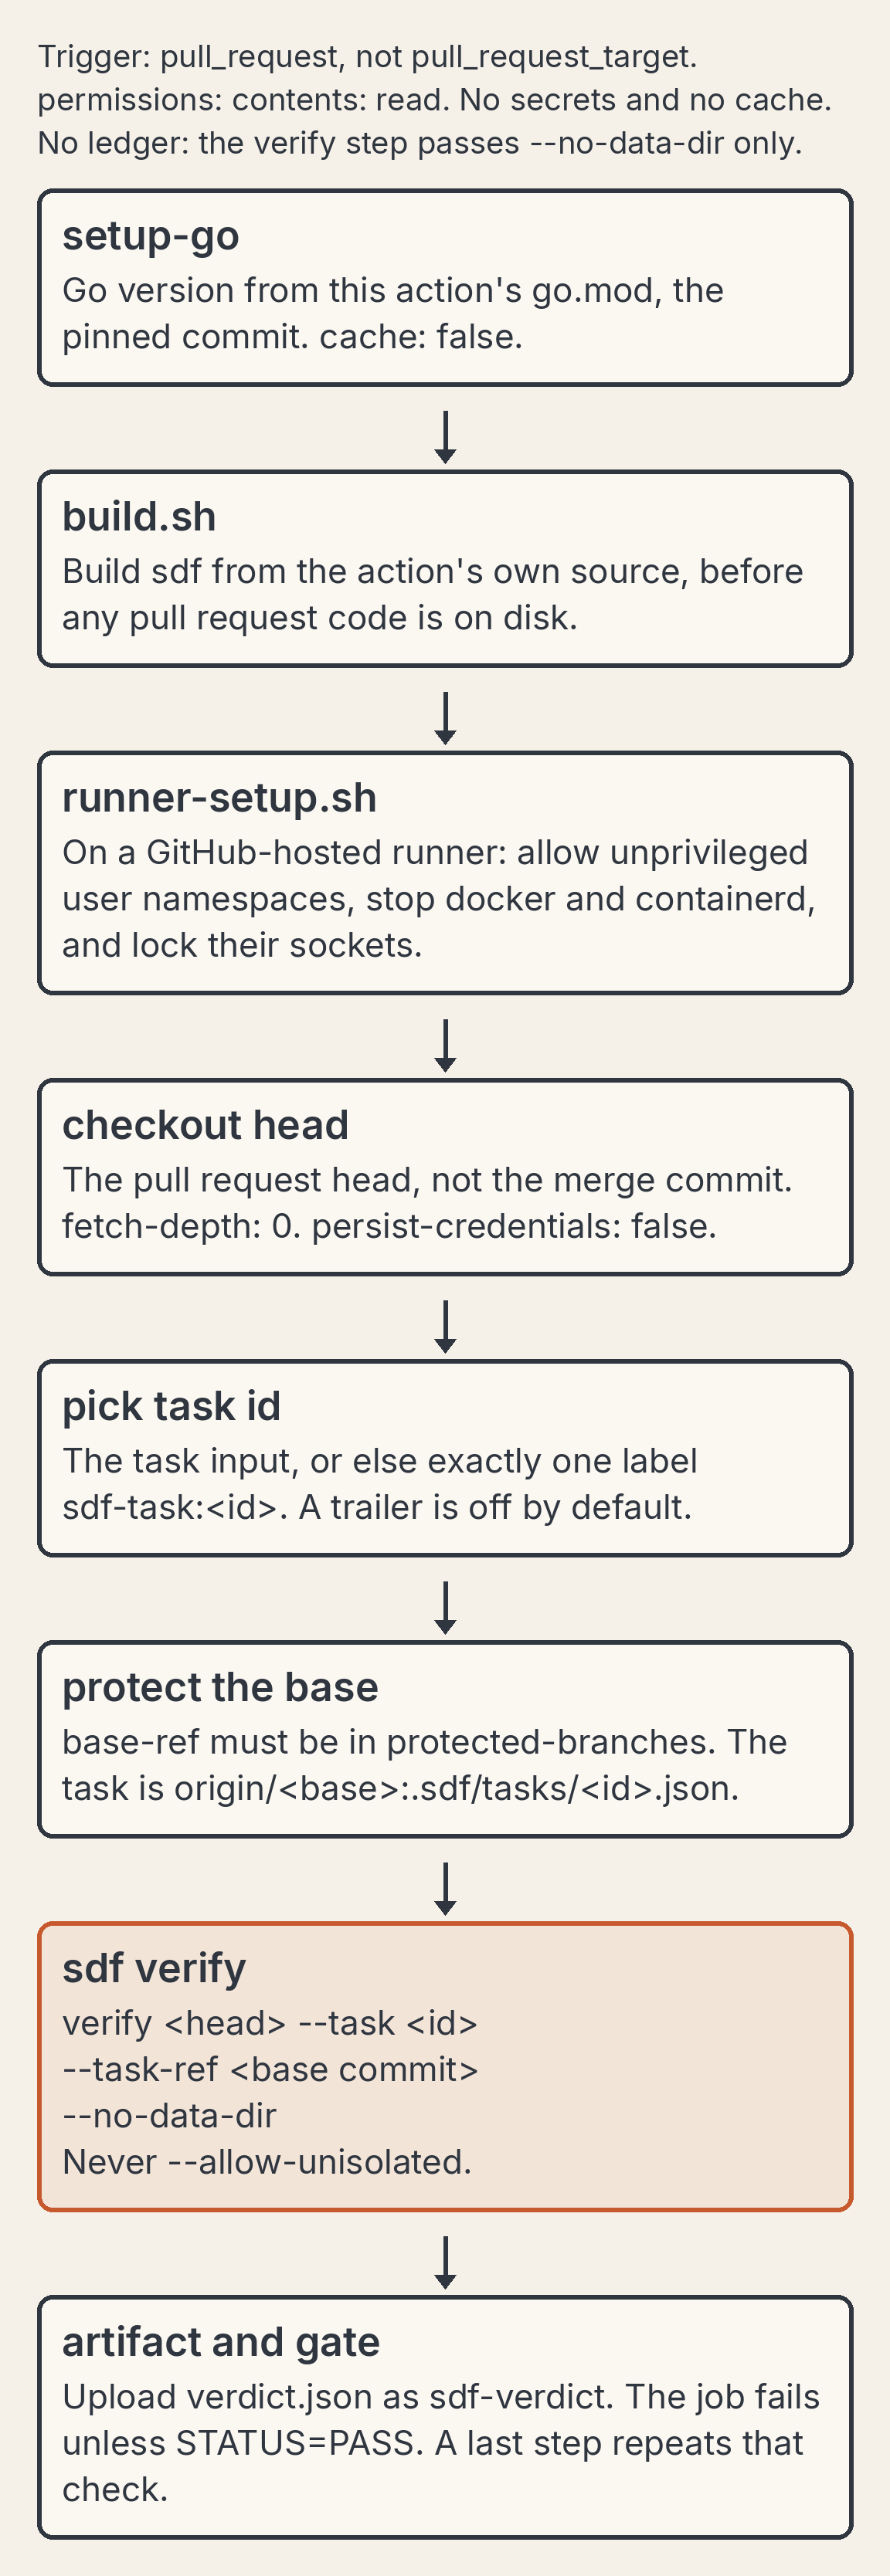 Trigger: pull_request, not pull_request_target.
permissions: contents: read. No secrets and no cache.
No ledger: the verify step passes --no-data-dir only.
setup-go
Go version from this action's go.mod, the
pinned commit. cache: false.
build.sh
Build sdf from the action's own source, before
any pull request code is on disk.
runner-setup.sh
On a GitHub-hosted runner: allow unprivileged
user namespaces, stop docker and containerd,
and lock their sockets.
checkout head
The pull request head, not the merge commit.
fetch-depth: 0. persist-credentials: false.
pick task id
The task input, or else exactly one label
sdf-task:<id>. A trailer is off by default.
protect the base
base-ref must be in protected-branches. The
task is origin/<base>:.sdf/tasks/<id>.json.
sdf verify
verify <head> --task <id>
--task-ref <base commit>
--no-data-dir
Never --allow-unisolated.
artifact and gate
Upload verdict.json as sdf-verdict. The job fails
unless STATUS=PASS. A last step repeats that
check.